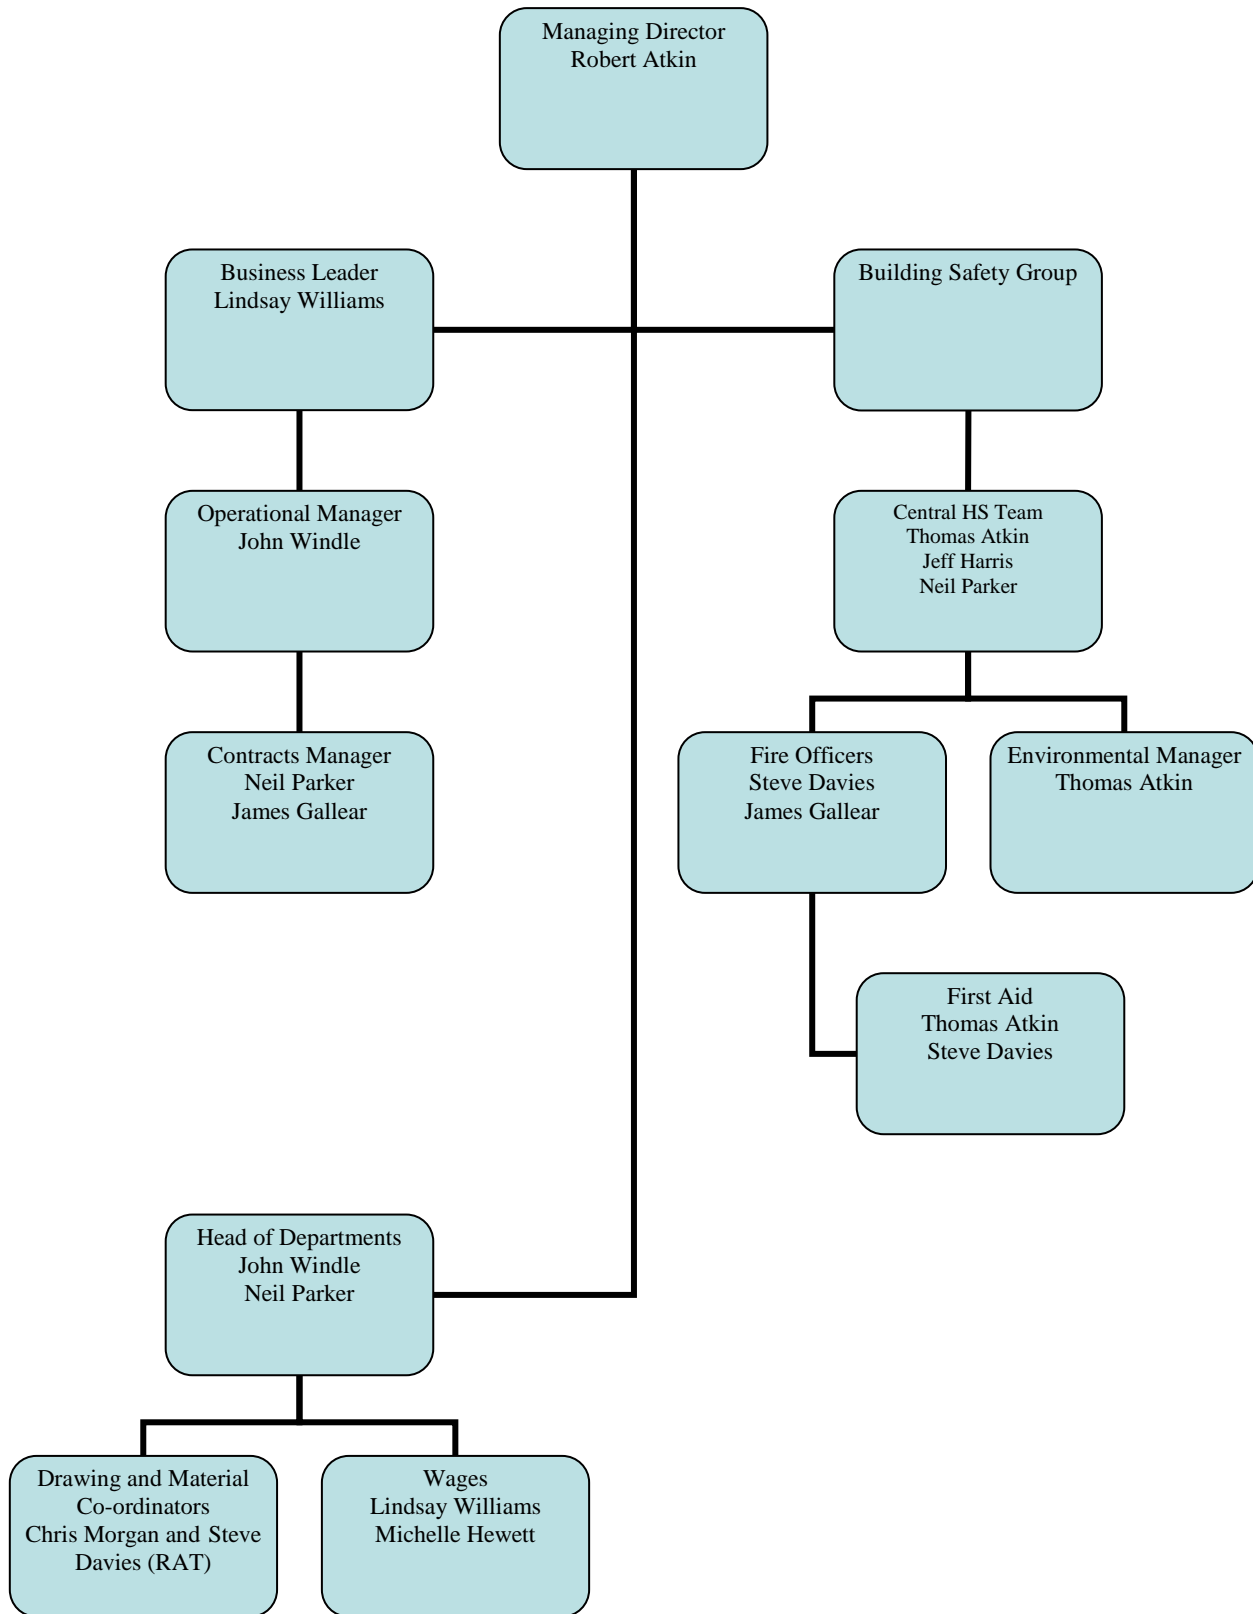 Managing Director
Robert Atkin
Business Leader
Lindsay Williams
Building Safety Group
Operational Manager
John Windle
Central HS Team
Thomas Atkin
Jeff Harris
Neil Parker
Contracts Manager
Neil Parker
James Gallear
Fire Officers
Steve Davies
James Gallear
Environmental Manager
Thomas Atkin
First Aid
Thomas Atkin
Steve Davies
Head of Departments
John Windle
Neil Parker
Drawing and Material
Co-ordinators
Chris Morgan and Steve
Davies (RAT)
Wages
Lindsay Williams
Michelle Hewett